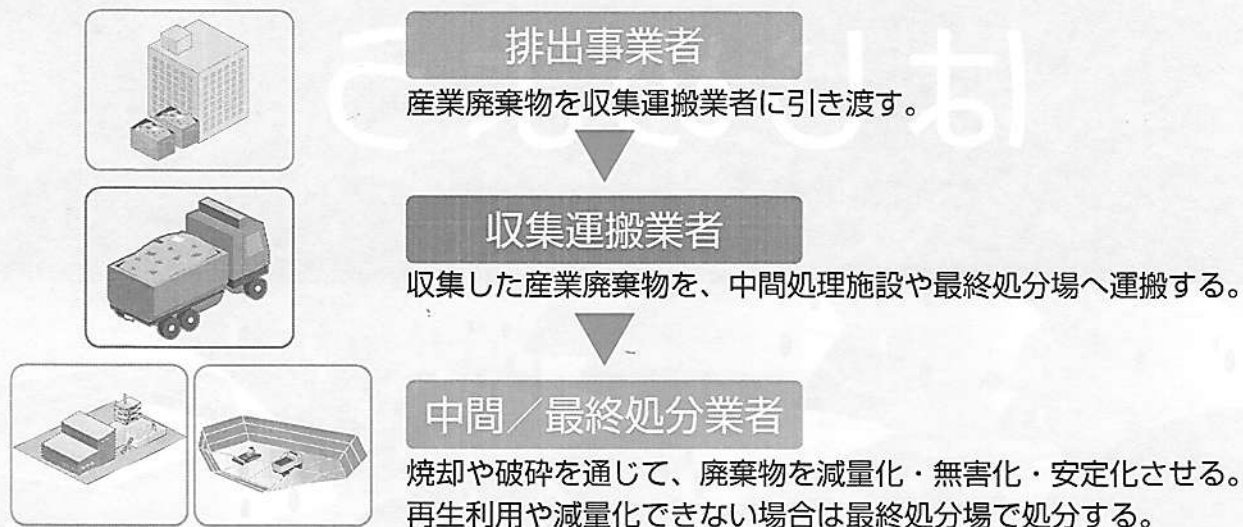 排出事業者
産業廃棄物を収集運搬業者に引き渡す。
収集運搬業者
収集した産業廃棄物を、中間処理施設や最終処分場へ運搬する。
中間／最終処分業者
焼却や破砕を通じて、廃棄物を減量化・無害化・安定化させる。
再生利用や減量化できない場合は最終処分場で処分する。